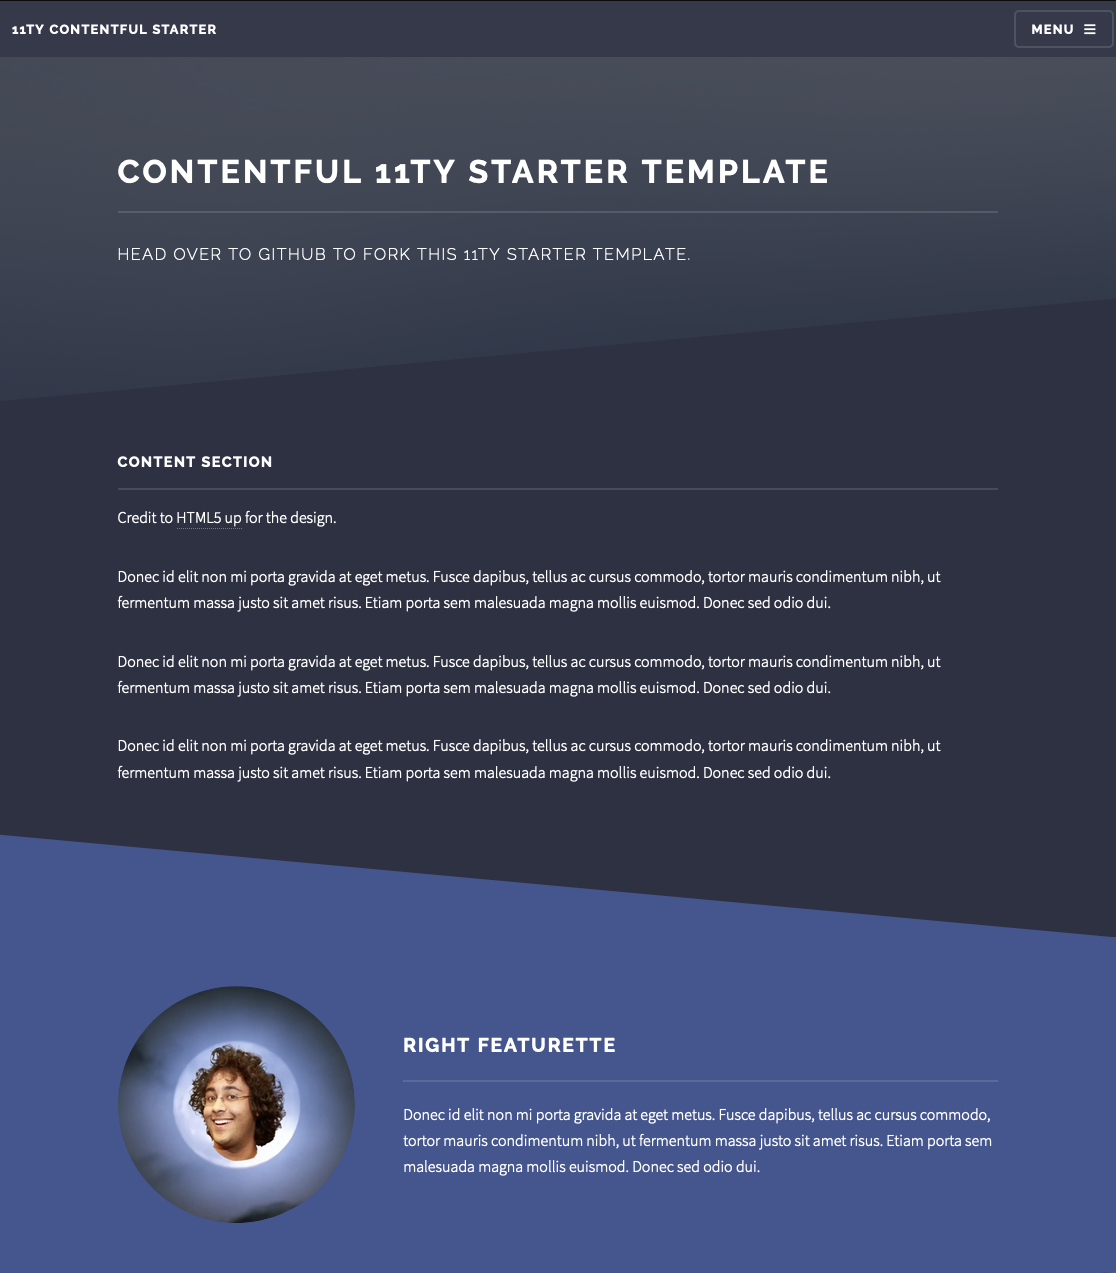 11TY CONTENTFUL STARTER
MENU
CONTENTFUL 11TY STARTER TEMPLATE
HEAD OVER TO GITHUB TO FORK THIS 11TY STARTER TEMPLATE.
CONTENT SECTION
Credit to HTML5 up for the design.
Donec id elit non mi porta gravida at eget metus. Fusce dapibus, tellus ac cursus commodo, tortor mauris condimentum nibh, ut
fermentum massa justo sit amet risus. Etiam porta sem malesuada magna mollis euismod. Donec sed odio dui.
Donec id elit non mi porta gravida at eget metus. Fusce dapibus, tellus ac cursus commodo, tortor mauris condimentum nibh, ut
fermentum massa justo sit amet risus. Etiam porta sem malesuada magna mollis euismod. Donec sed odio dui.
Donec id elit non mi porta gravida at eget metus. Fusce dapibus, tellus ac cursus commodo, tortor mauris condimentum nibh, ut
fermentum massa justo sit amet risus. Etiam porta sem malesuada magna mollis euismod. Donec sed odio dui.
RIGHT FEATURETTE
Donec id elit non mi porta gravida at eget metus. Fusce dapibus, tellus ac cursus commodo,
tortor mauris condimentum nibh, ut fermentum massa justo sit amet risus. Etiam porta sem
malesuada magna mollis euismod. Donec sed odio dui.